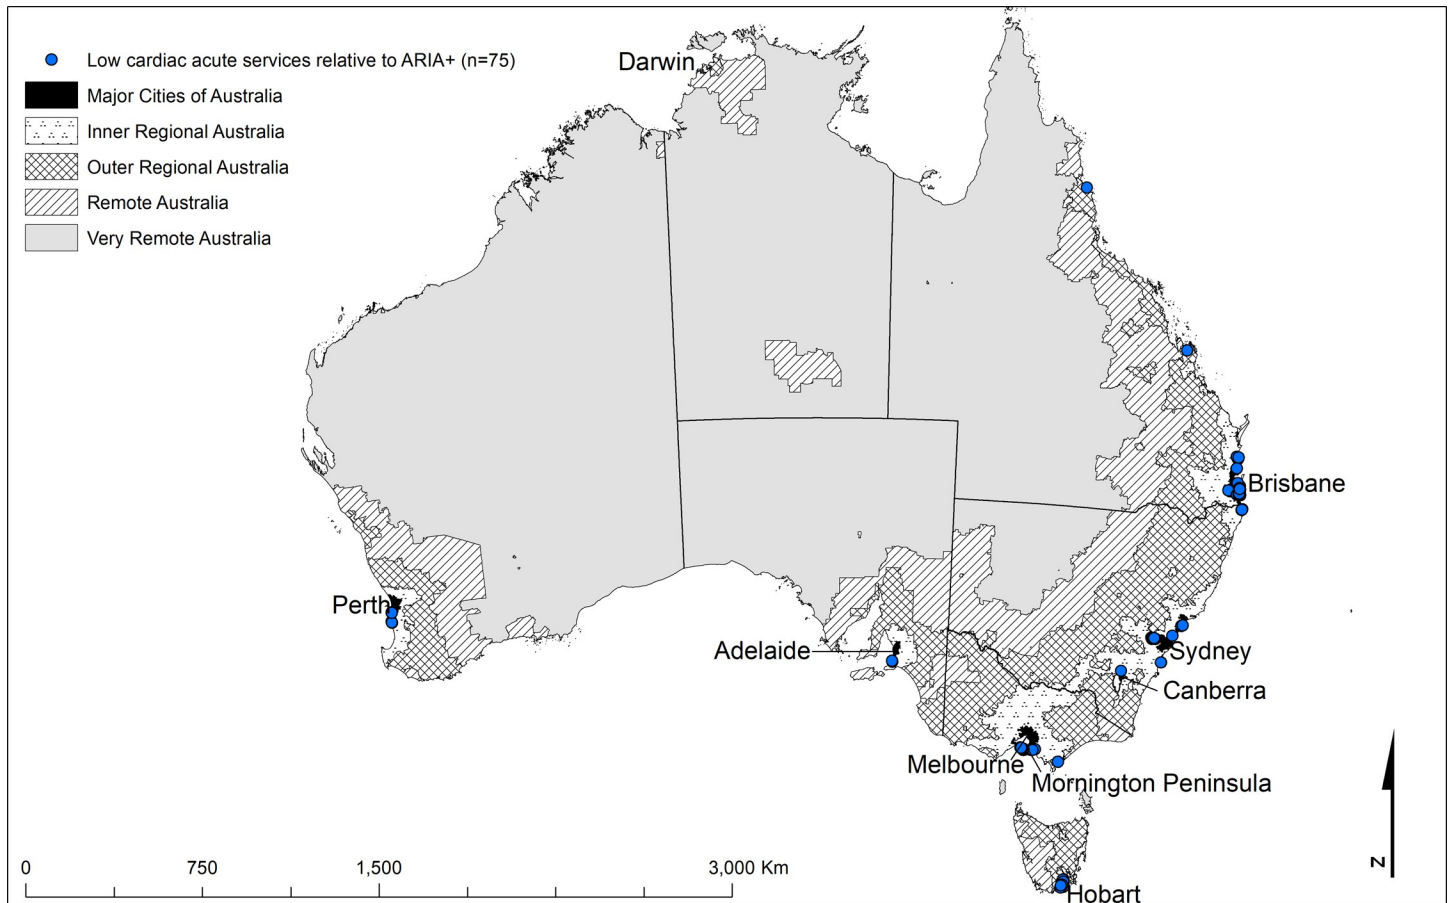 Low cardiac acute services relative to ARIA+ (n=75)
Major Cities of Australia
Inner Regional Australia
Outer Regional Australia
Remote Australia
Very Remote Australia
Darwin
Brisbane
Perth
Adelaide
Sydney
Canberra
Melbourne
Mornington Peninsula
Hobart
0 750 1,500 3,000 Km
N